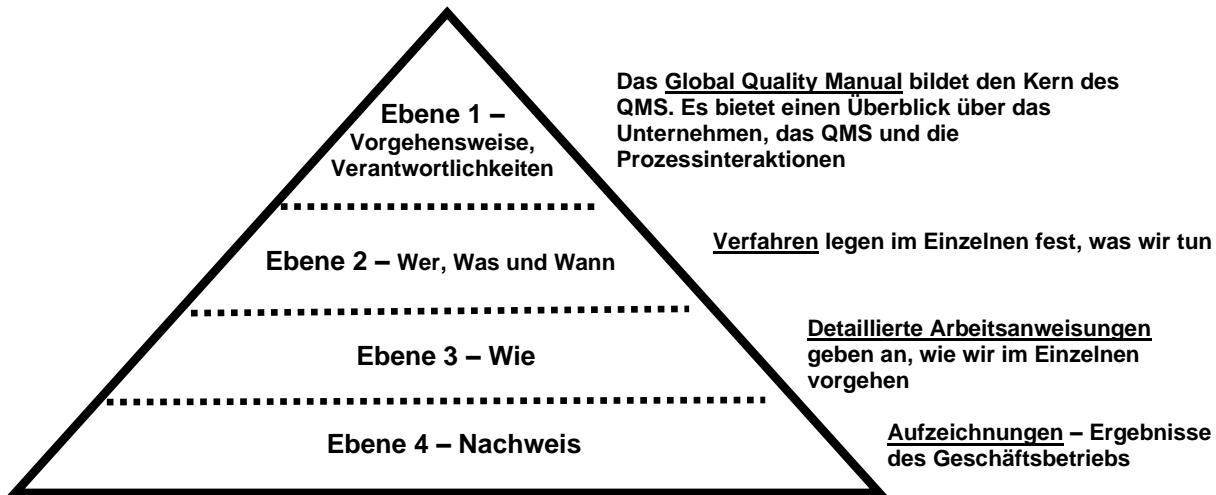 Ebene 1 –
Vorgehensweise,
Verantwortlichkeiten
Das Global Quality Manual bildet den Kern des
QMS. Es bietet einen Überblick über das
Unternehmen, das QMS und die
Prozessinteraktionen
Ebene 2 – Wer, Was und Wann
Verfahren legen im Einzelnen fest, was wir tun
Ebene 3 – Wie
Detaillierte Arbeitsanweisungen
geben an, wie wir im Einzelnen
vorgehen
Ebene 4 – Nachweis
Aufzeichnungen – Ergebnisse
des Geschäftsbetriebs